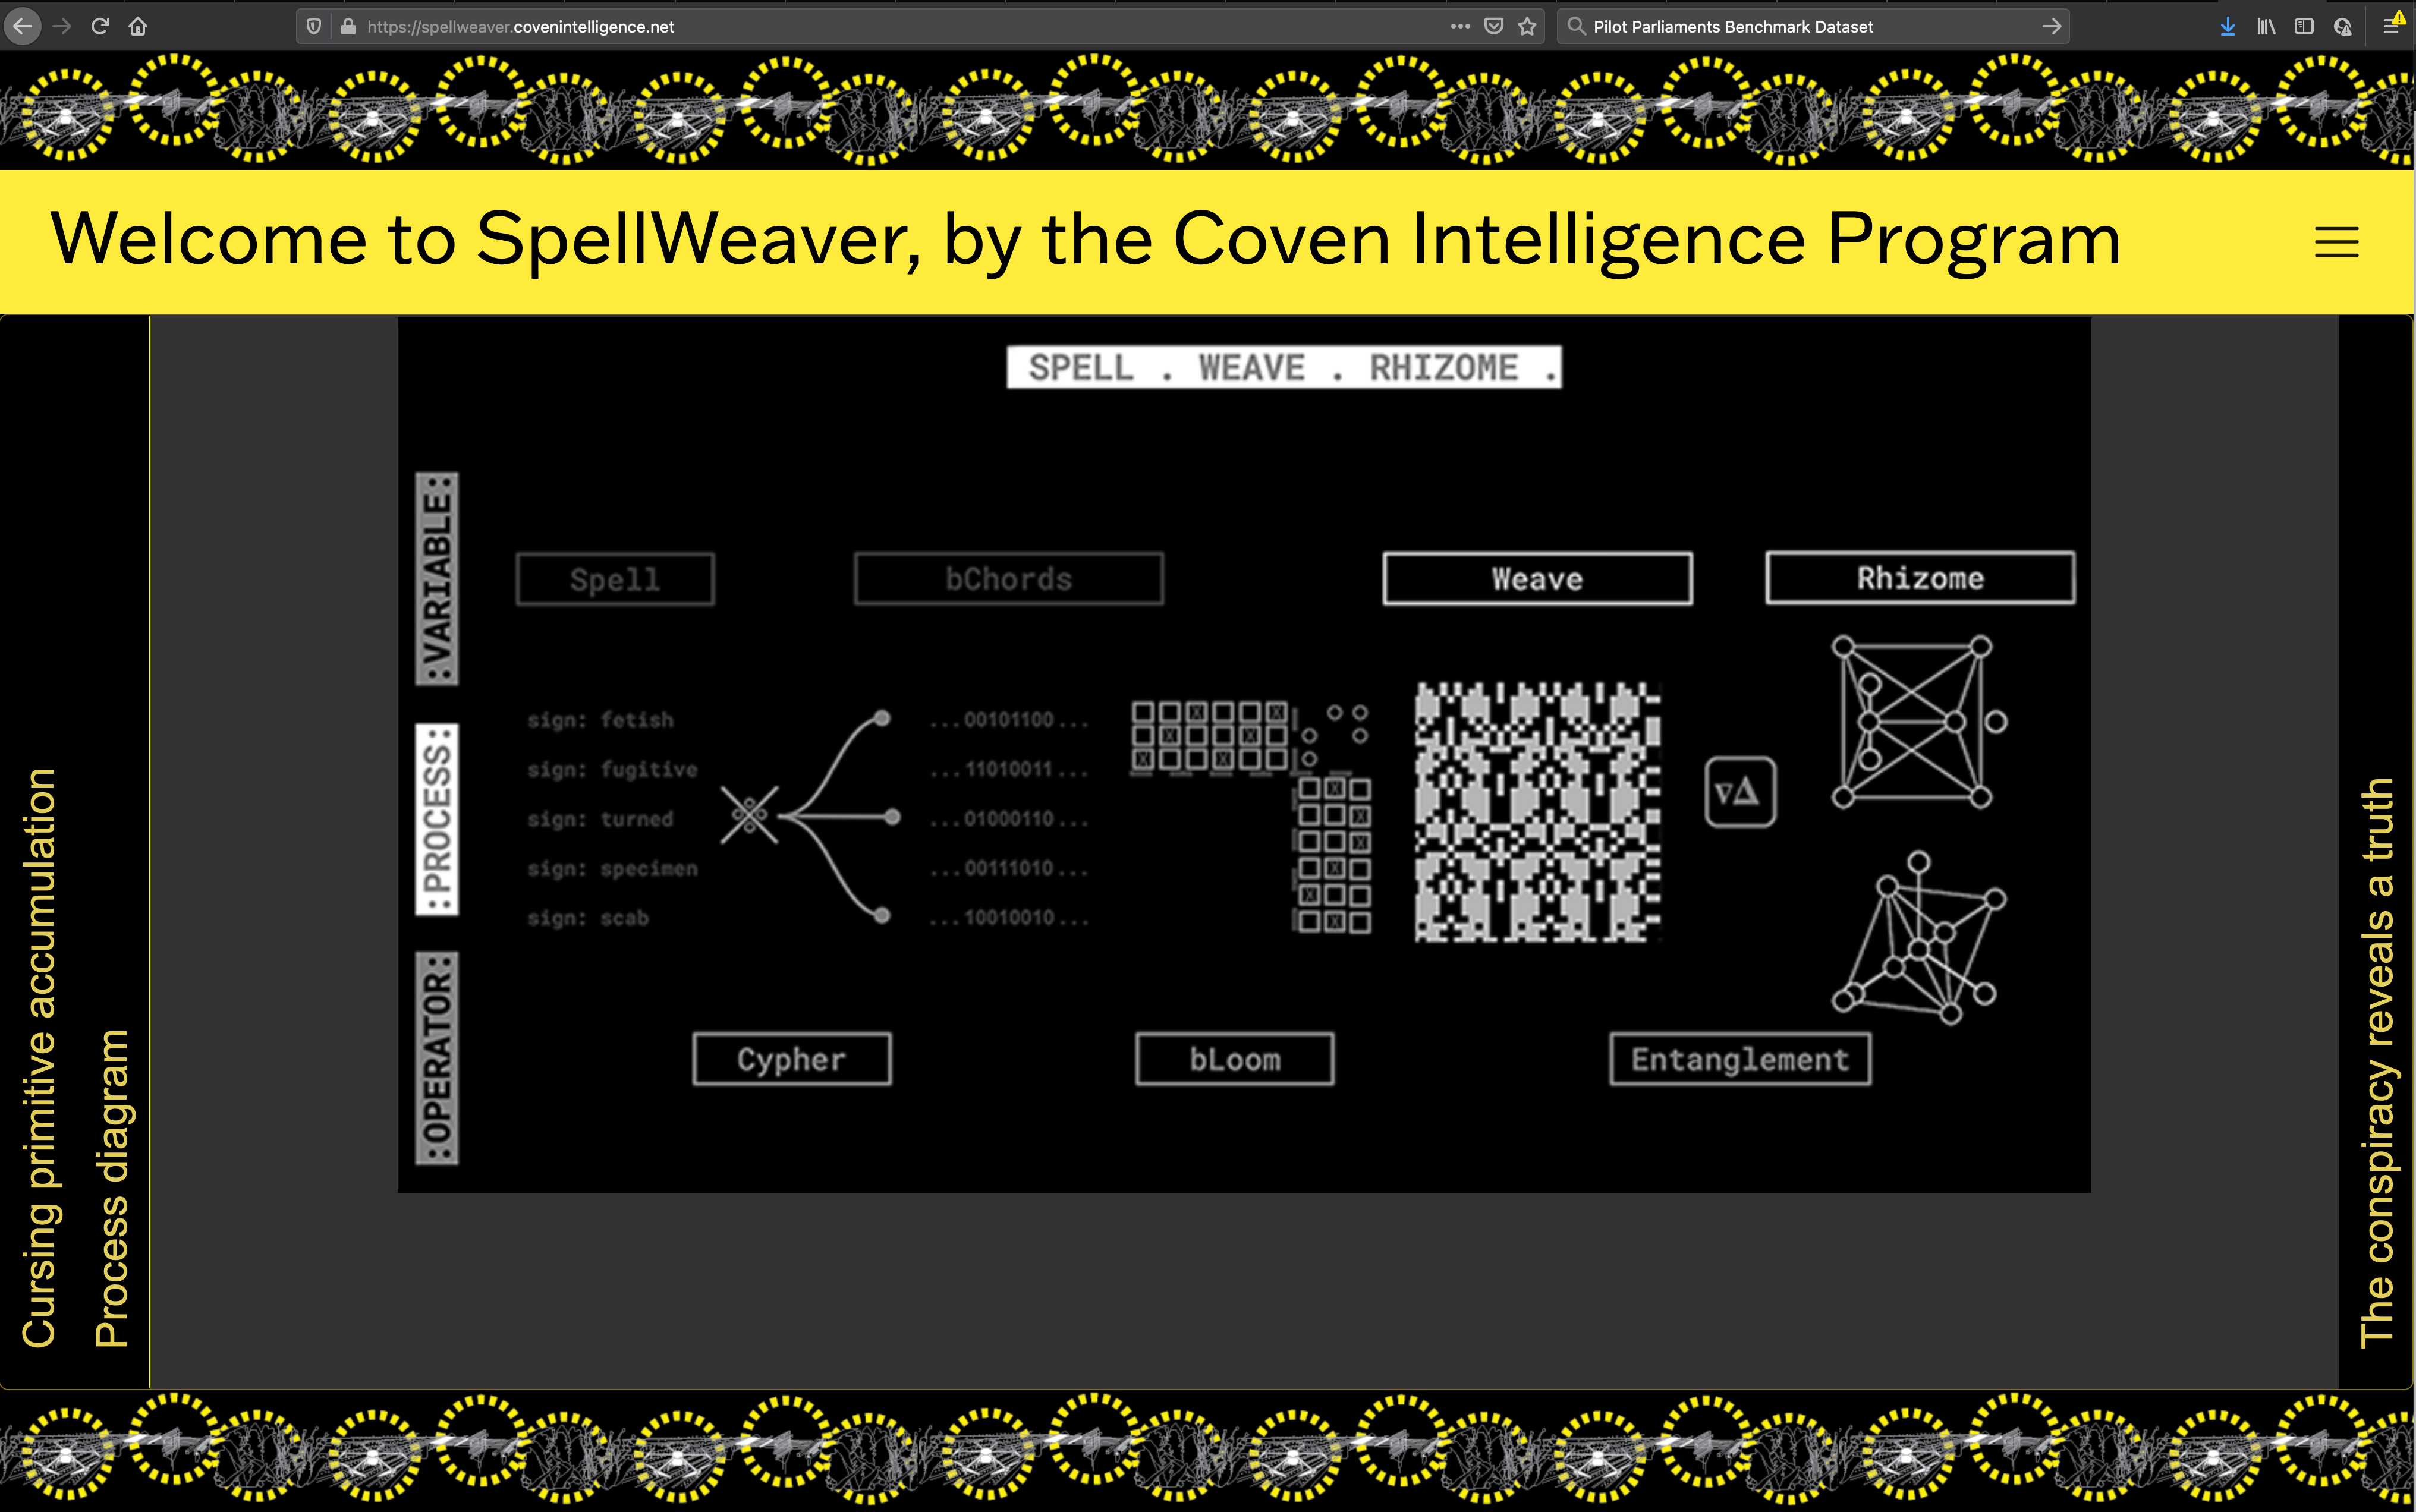 https://spellweaver.covenintelligence.net
Pilot Parliaments Benchmark Dataset
Welcome to SpellWeaver, by the Coven Intelligence Program
SPELL . WEAVE . RHIZOME .
:VARIABLE:
Spell
bChords
Weave
Rhizome
:PROCESS:
sign: fetish
...00101100...
sign: fugitive
...11010011...
sign: turned
...01000110...
sign: specimen
...00111010...
sign: scab
...10010010...
∇Δ
:OPERATOR:
Cypher
bLoom
Entanglement
Cursing primitive accumulation
Process diagram
The conspiracy reveals a truth